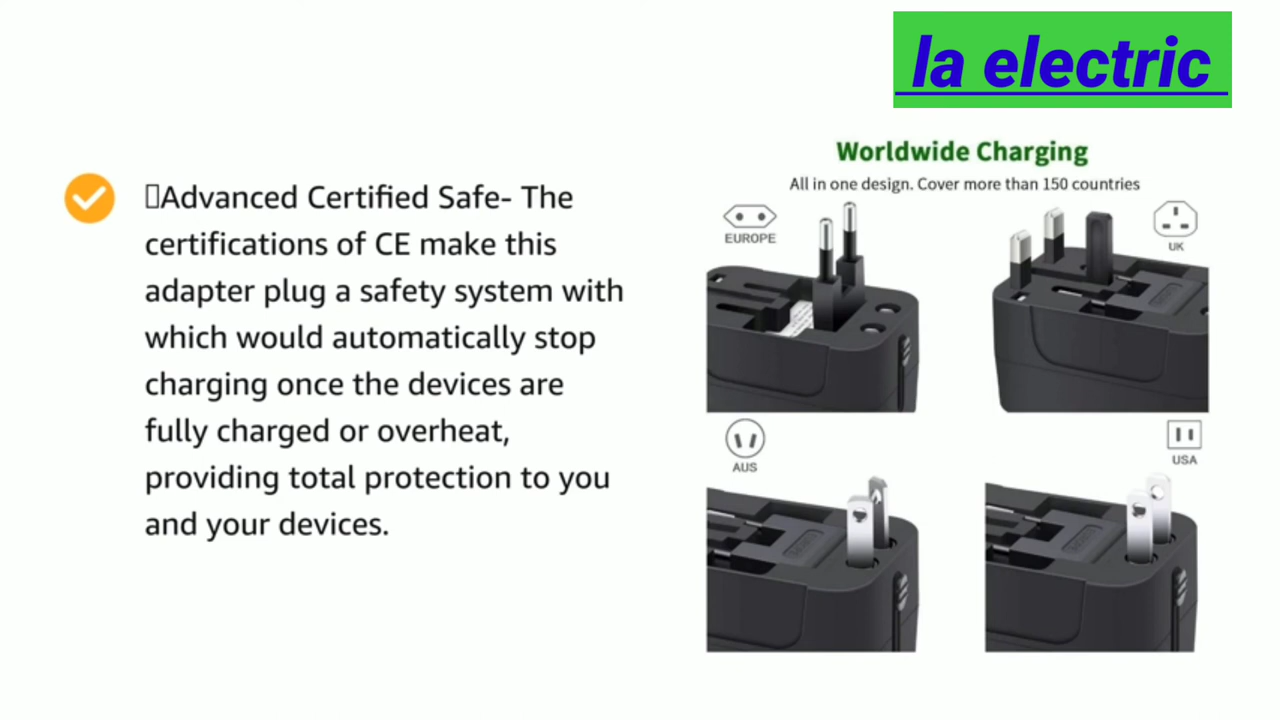 la electric
▯Advanced Certified Safe- The
certifications of CE make this
adapter plug a safety system with
which would automatically stop
charging once the devices are
fully charged or overheat,
providing total protection to you
and your devices.
Worldwide Charging
All in one design. Cover more than 150 countries
EUROPE
UK
AUS
USA